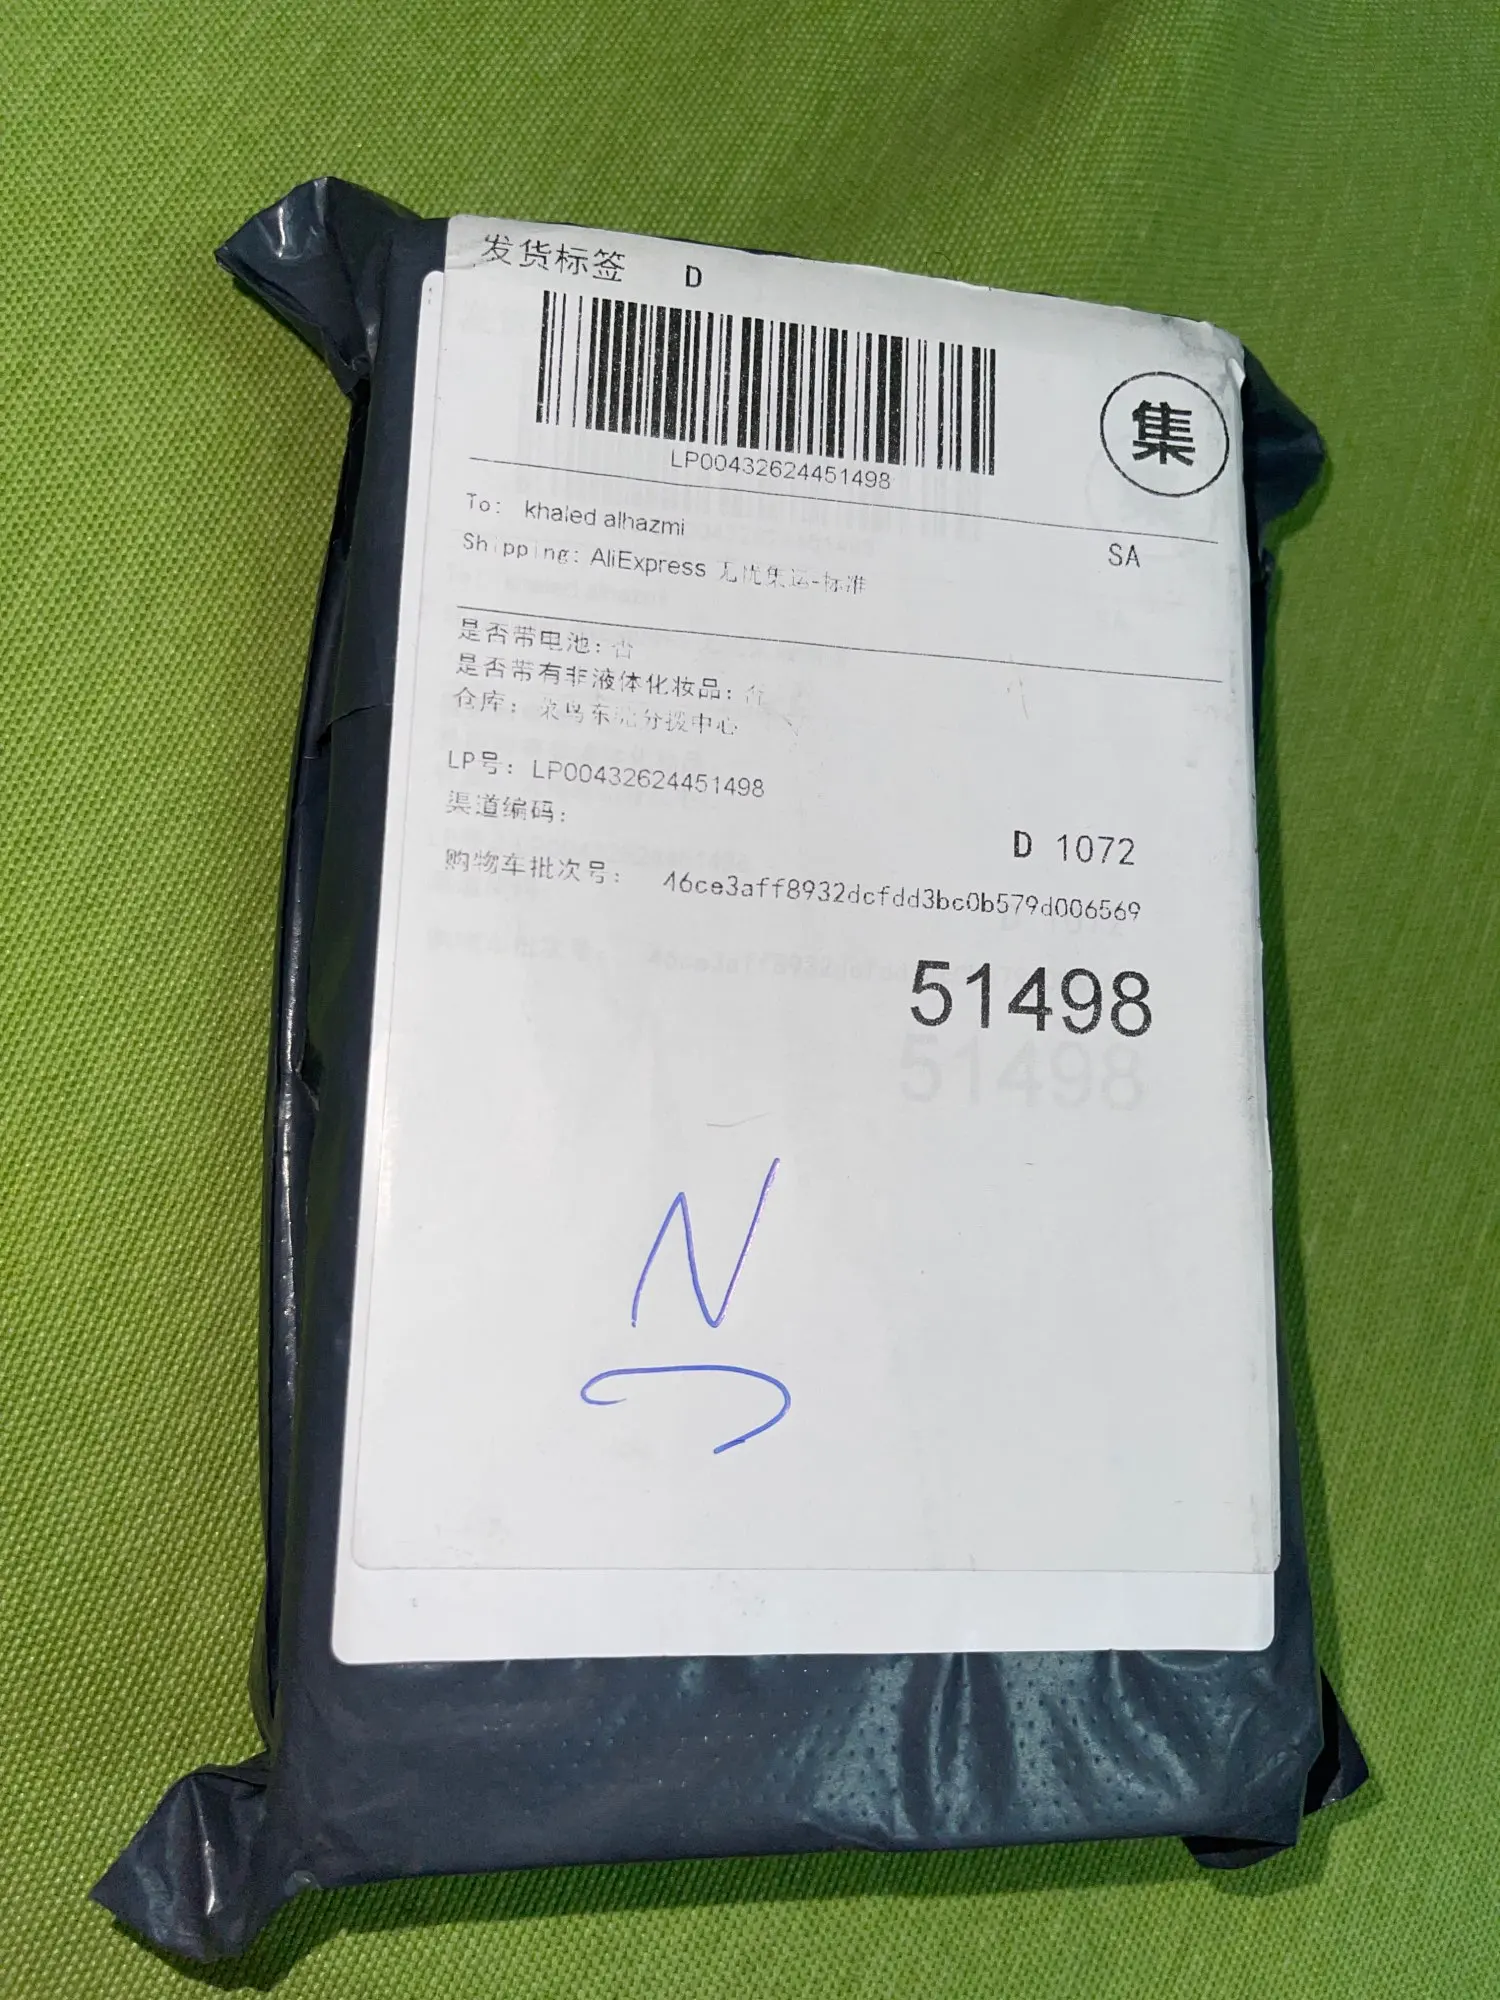 发货标签 D
LP00432624451498
集
To: khaled alhazmi
SA
Shipping: AliExpress 无忧集运-标准
是否带电池: 否
是否带有非液体化妆品: 否
仓库: 菜鸟东莞分拨中心
LP号: LP00432624451498
渠道编码:
D 1072
购物车批次号: 46ce3aff8932dcfdd3bc0b579d006569
51498
N